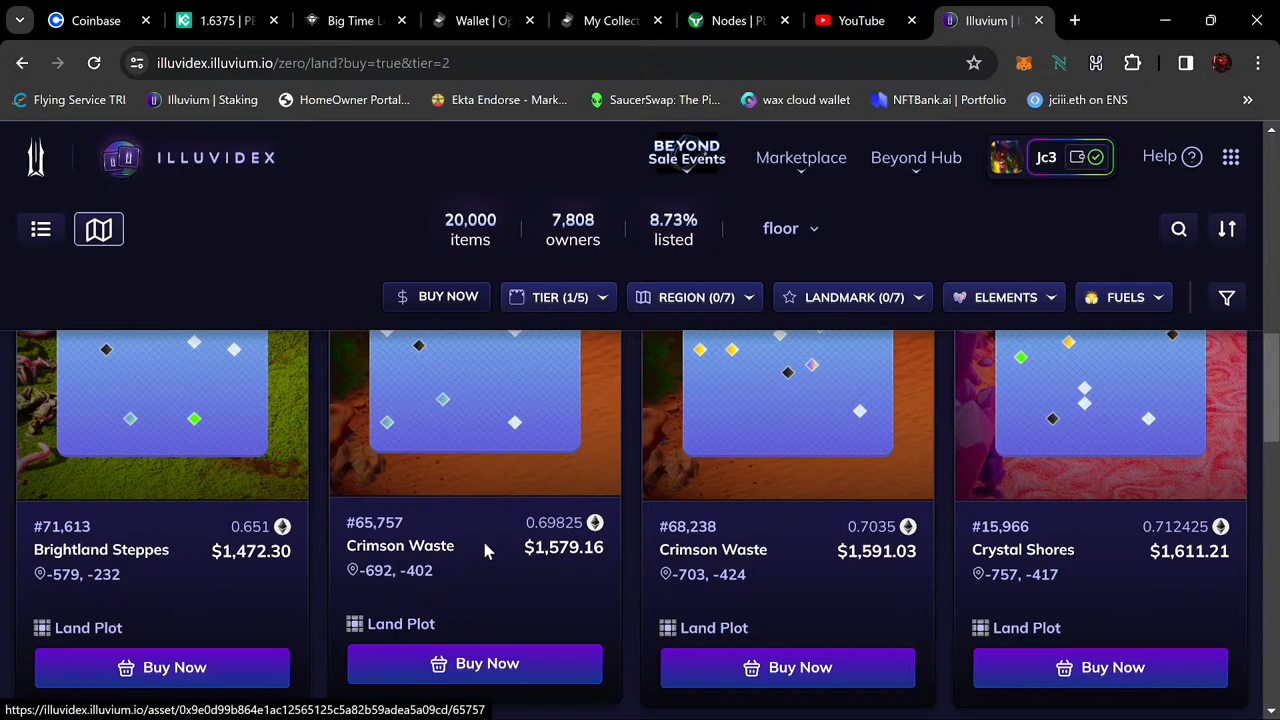 Coinbase
1.6375 | PE
Big Time L
Wallet | Op
My Collect
Nodes | PL
YouTube
Illuvium | I
illuvidex.illuvium.io/zero/land?buy=true&tier=2
Flying Service TRI
Illuvium | Staking
HomeOwner Portal...
Ekta Endorse - Mark...
SaucerSwap: The Pi...
wax cloud wallet
NFTBank.ai | Portfolio
jciii.eth on ENS
ILLUVIDEX
BEYOND
Sale Events
Marketplace
Beyond Hub
Jc3
Help
20,000 items
7,808 owners
8.73% listed
floor
BUY NOW
TIER (1/5)
REGION (0/7)
LANDMARK (0/7)
ELEMENTS
FUELS
#71,613 0.651
Brightland Steppes $1,472.30
-579, -232
Land Plot
Buy Now
#65,757 0.69825
Crimson Waste $1,579.16
-692, -402
Land Plot
Buy Now
#68,238 0.7035
Crimson Waste $1,591.03
-703, -424
Land Plot
Buy Now
#15,966 0.712425
Crystal Shores $1,611.21
-757, -417
Land Plot
Buy Now
https://illuvidex.illuvium.io/asset/0x9e0d99b864e1ac12565125c5a82b59adea5a09cd/65757